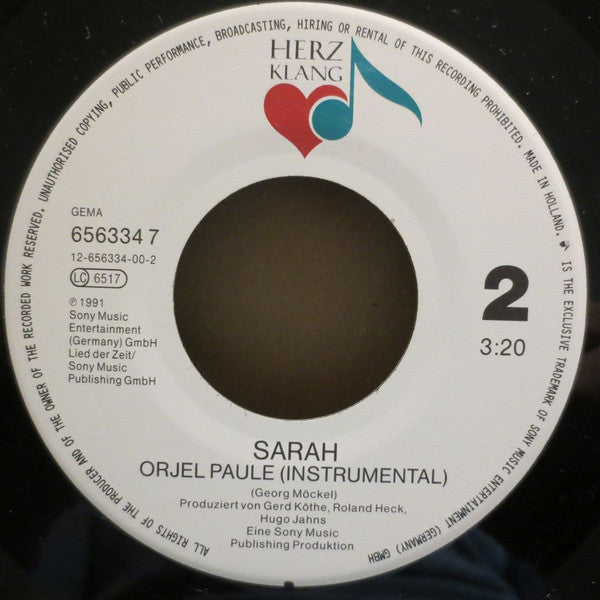 HERZ
KLANG
GEMA
656334 7
12-656334-00-2
LC 6517
℗ 1991
Sony Music
Entertainment
(Germany) GmbH
Lied der Zeit/
Sony Music
Publishing GmbH
2
3:20
SARAH
ORJEL PAULE (INSTRUMENTAL)
(Georg Möckel)
Produziert von Gerd Köthe, Roland Heck,
Hugo Jahns
Eine Sony Music
Publishing Produktion
ALL RIGHTS OF THE PRODUCER AND OF THE OWNER OF THE RECORDED WORK RESERVED. UNAUTHORISED COPYING, PUBLIC PERFORMANCE, BROADCASTING, HIRING OR RENTAL OF THIS RECORDING PROHIBITED. MADE IN HOLLAND. IS THE EXCLUSIVE TRADEMARK OF SONY MUSIC ENTERTAINMENT (GERMANY) GMBH